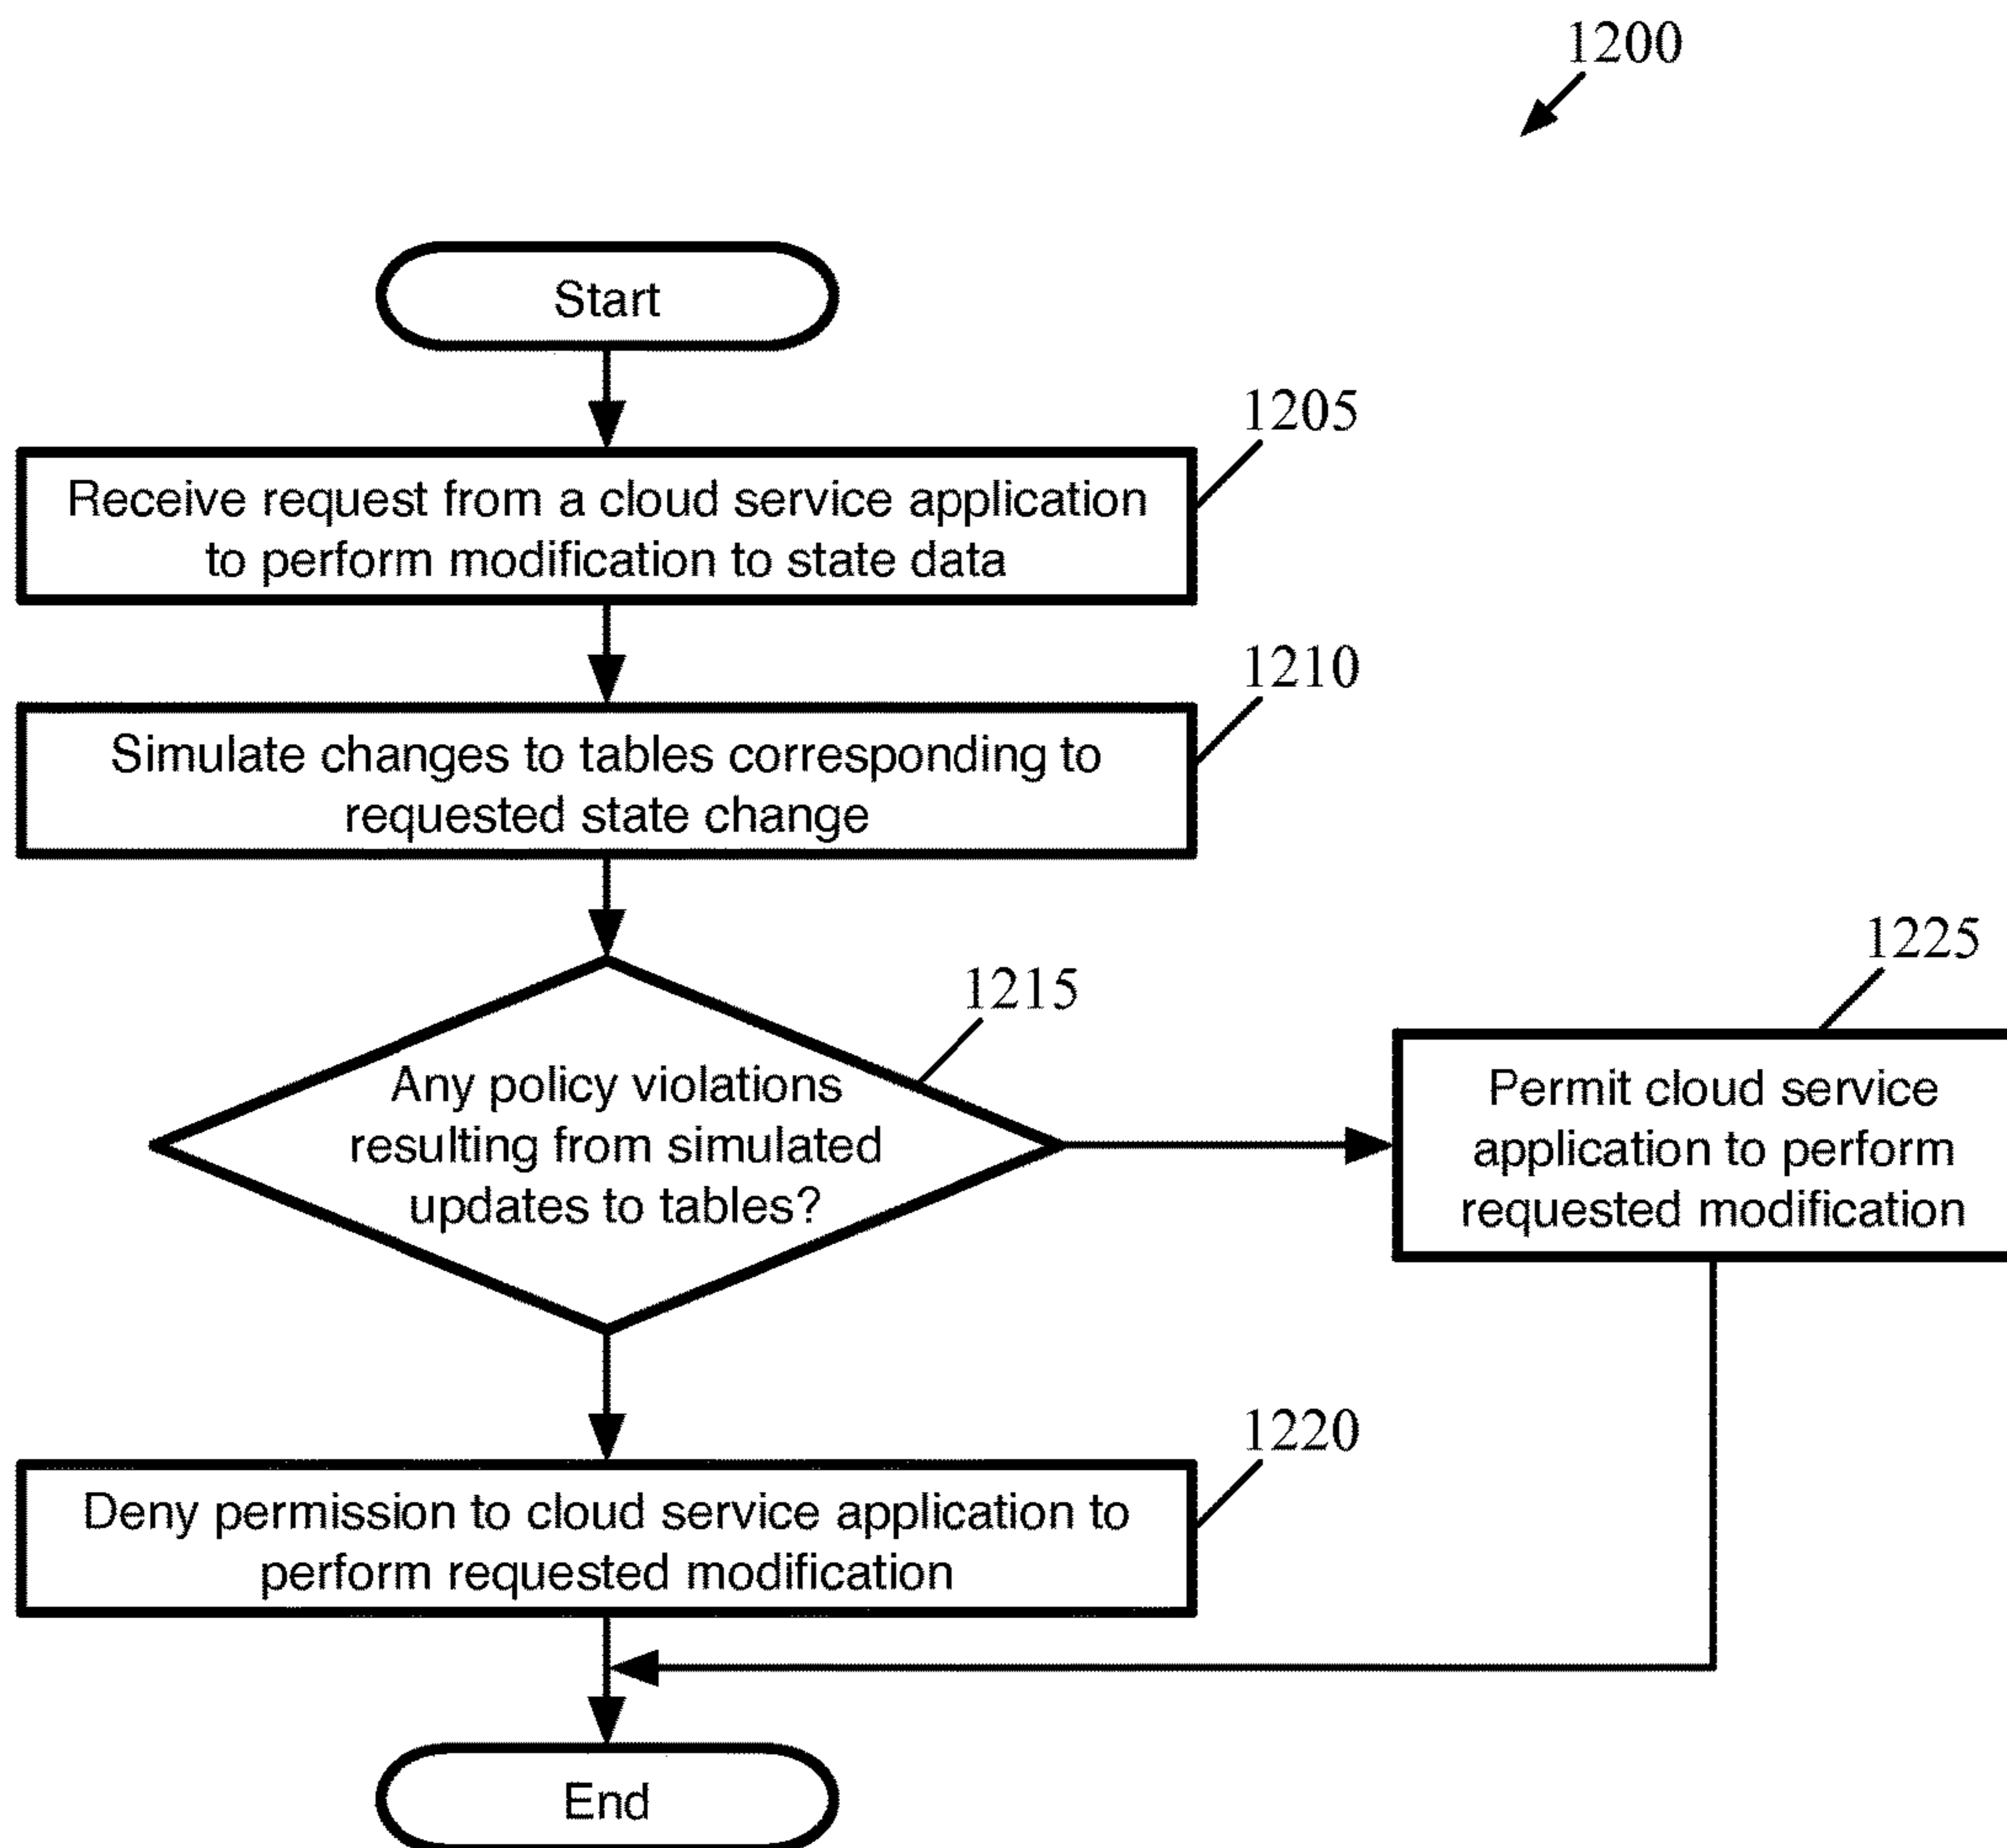 1200
Start
1205
Receive request from a cloud service application
to perform modification to state data
1210
Simulate changes to tables corresponding to
requested state change
1215
Any policy violations
resulting from simulated
updates to tables?
1225
Permit cloud service
application to perform
requested modification
1220
Deny permission to cloud service application to
perform requested modification
End